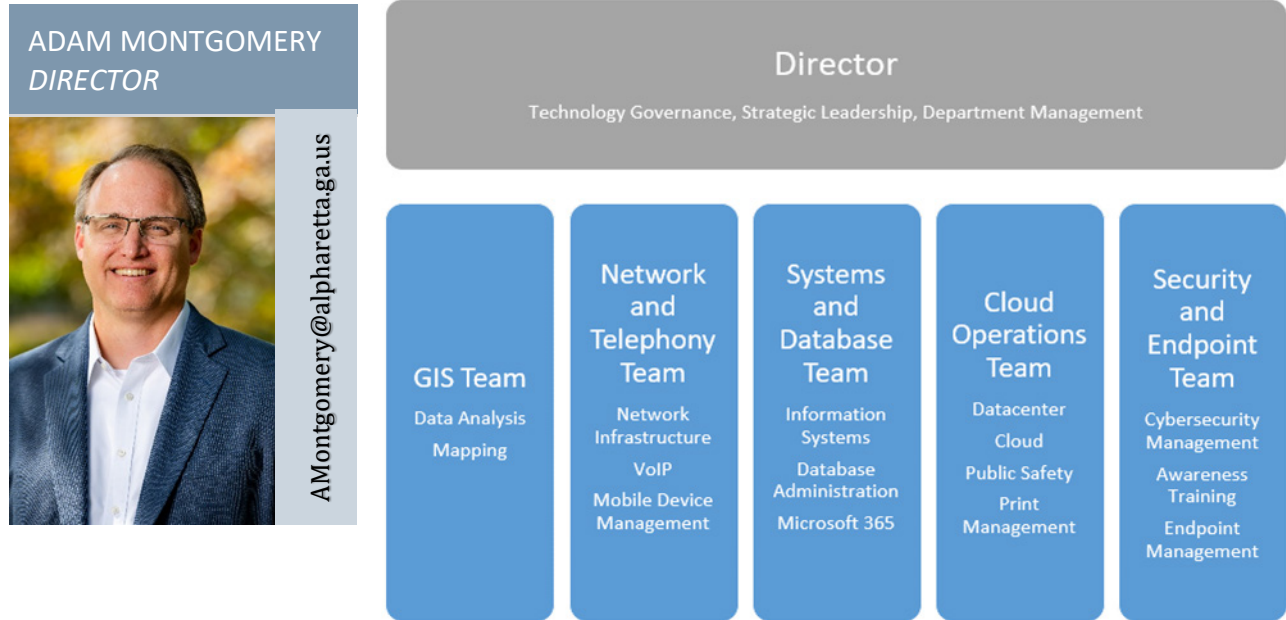 ADAM MONTGOMERY
DIRECTOR
AMontgomery@alpharetta.ga.us
Director
Technology Governance, Strategic Leadership, Department Management
GIS Team
Data Analysis
Mapping
Network
and
Telephony
Team
Network
Infrastructure
VoIP
Mobile Device
Management
Systems
and
Database
Team
Information
Systems
Database
Administration
Microsoft 365
Cloud
Operations
Team
Datacenter
Cloud
Public Safety
Print
Management
Security
and
Endpoint
Team
Cybersecurity
Management
Awareness
Training
Endpoint
Management